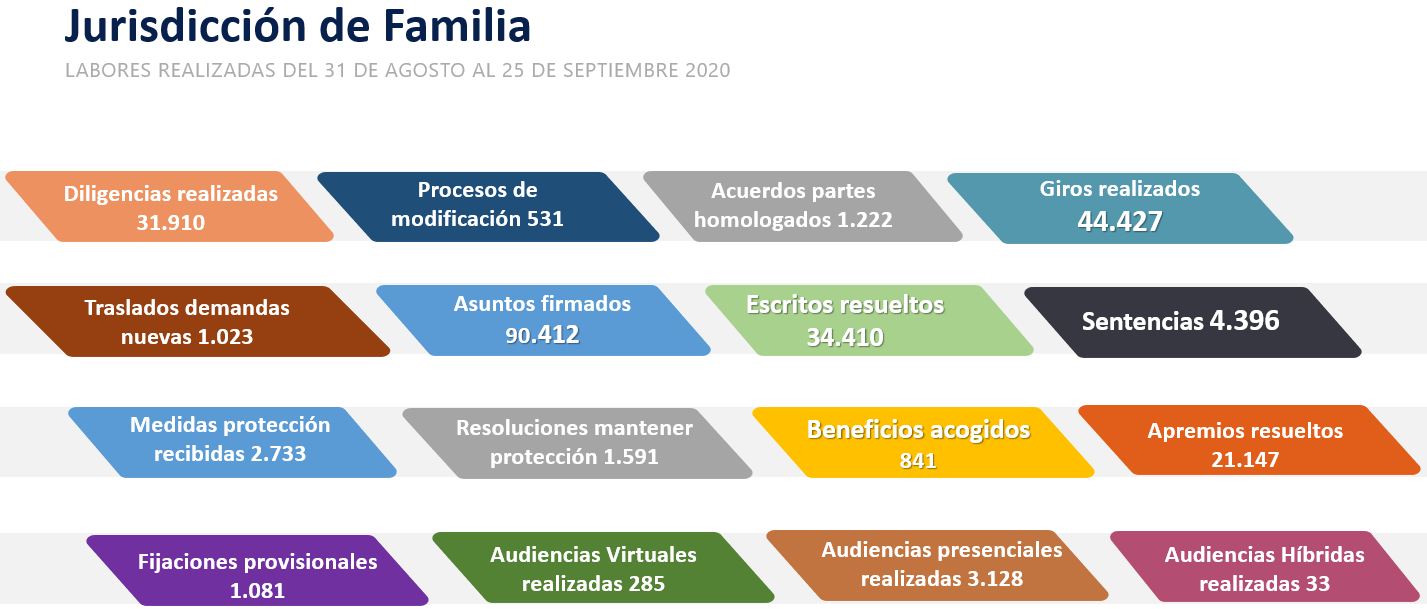 Jurisdicción de Familia
LABORES REALIZADAS DEL 31 DE AGOSTO AL 25 DE SEPTIEMBRE 2020
Diligencias realizadas
31.910
Procesos de
modificación 531
Acuerdos partes
homologados 1.222
Giros realizados
44.427
Traslados demandas
nuevas 1.023
Asuntos firmados
90.412
Escritos resueltos
34.410
Sentencias 4.396
Medidas protección
recibidas 2.733
Resoluciones mantener
protección 1.591
Beneficios acogidos
841
Apremios resueltos
21.147
Fijaciones provisionales
1.081
Audiencias Virtuales
realizadas 285
Audiencias presenciales
realizadas 3.128
Audiencias Híbridas
realizadas 33